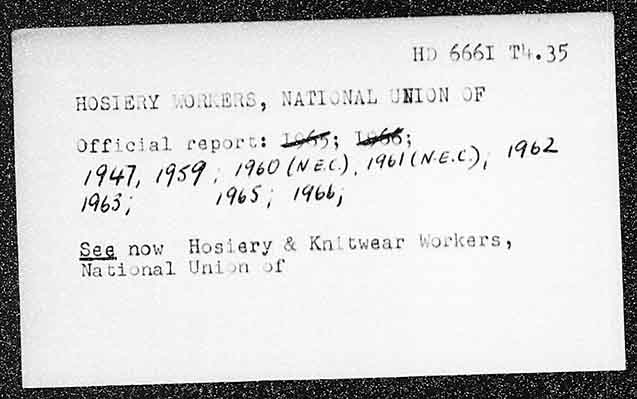 HD 6661 T4.35
HOSIERY WORKERS, NATIONAL UNION OF
Official report: 1965; 1966;
1947, 1959; 1960 (N.E.C.), 1961 (N.E.C.); 1962
1963; 1965; 1966;
See now Hosiery & Knitwear Workers,
National Union of